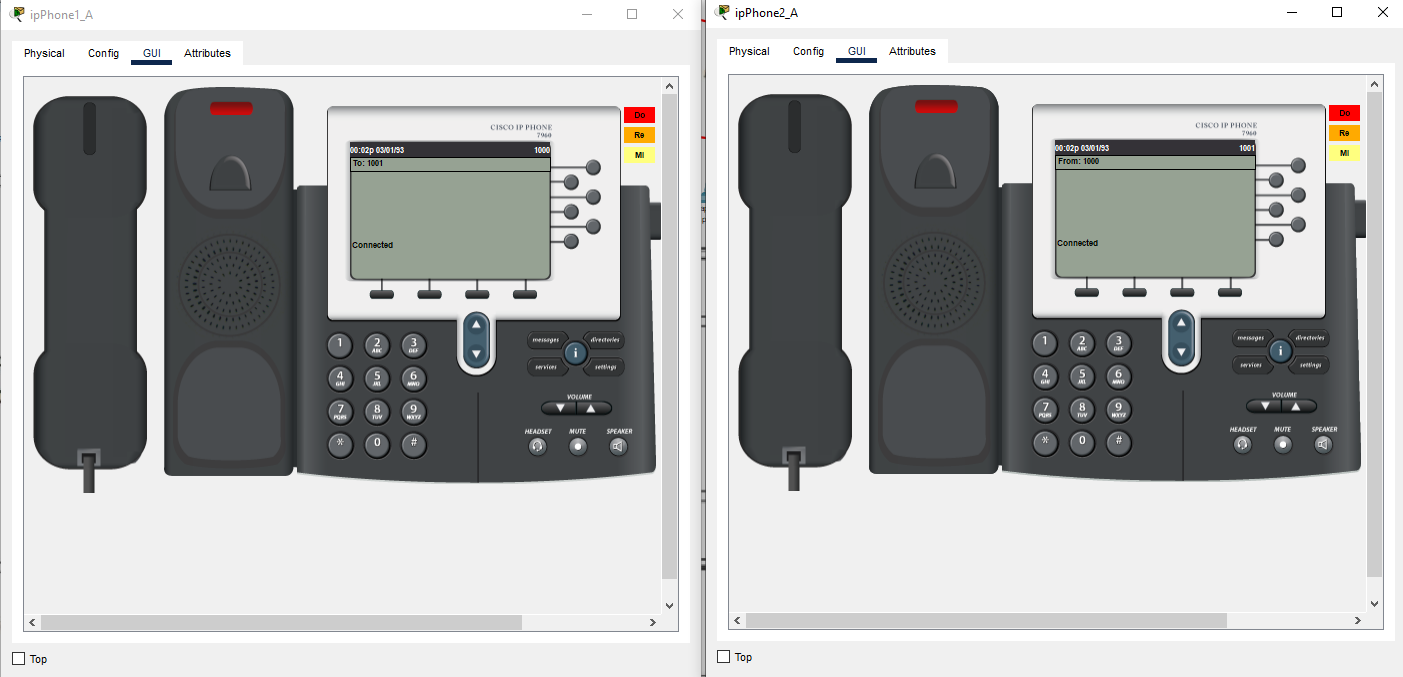 ipPhone1_A
Physical Config GUI Attributes
CISCO IP PHONE
7960
Do
Re
MI
00:02p 03/01/93 1000
To: 1001
Connected
1 2 ABC 3 DEF
4 GHI 5 JKL 6 MNO
7 PQRS 8 TUV 9 WXYZ
* 0 #
messages directories
i
services settings
VOLUME
HEADSET MUTE SPEAKER
Top
ipPhone2_A
Physical Config GUI Attributes
CISCO IP PHONE
7960
Do
Re
MI
00:02p 03/01/93 1001
From: 1000
Connected
1 2 ABC 3 DEF
4 GHI 5 JKL 6 MNO
7 PQRS 8 TUV 9 WXYZ
* 0 #
messages directories
i
services settings
VOLUME
HEADSET MUTE SPEAKER
Top